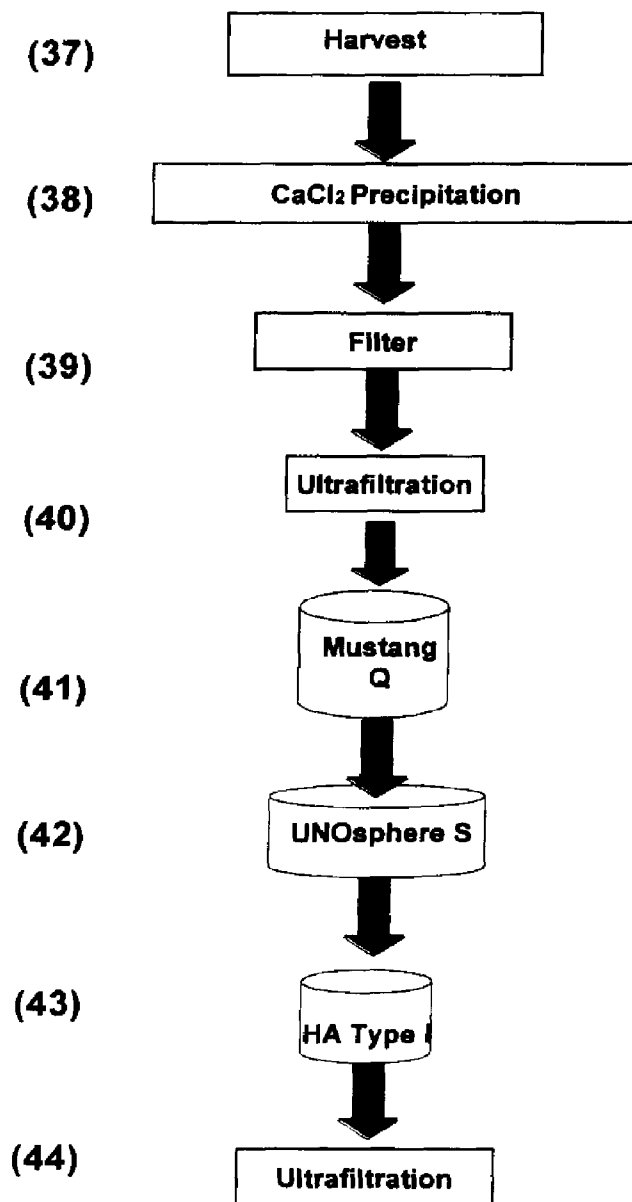 (37) Harvest
(38) CaCl₂ Precipitation
(39) Filter
(40) Ultrafiltration
(41) Mustang
Q
(42) UNOsphere S
(43) HA Type I
(44) Ultrafiltration